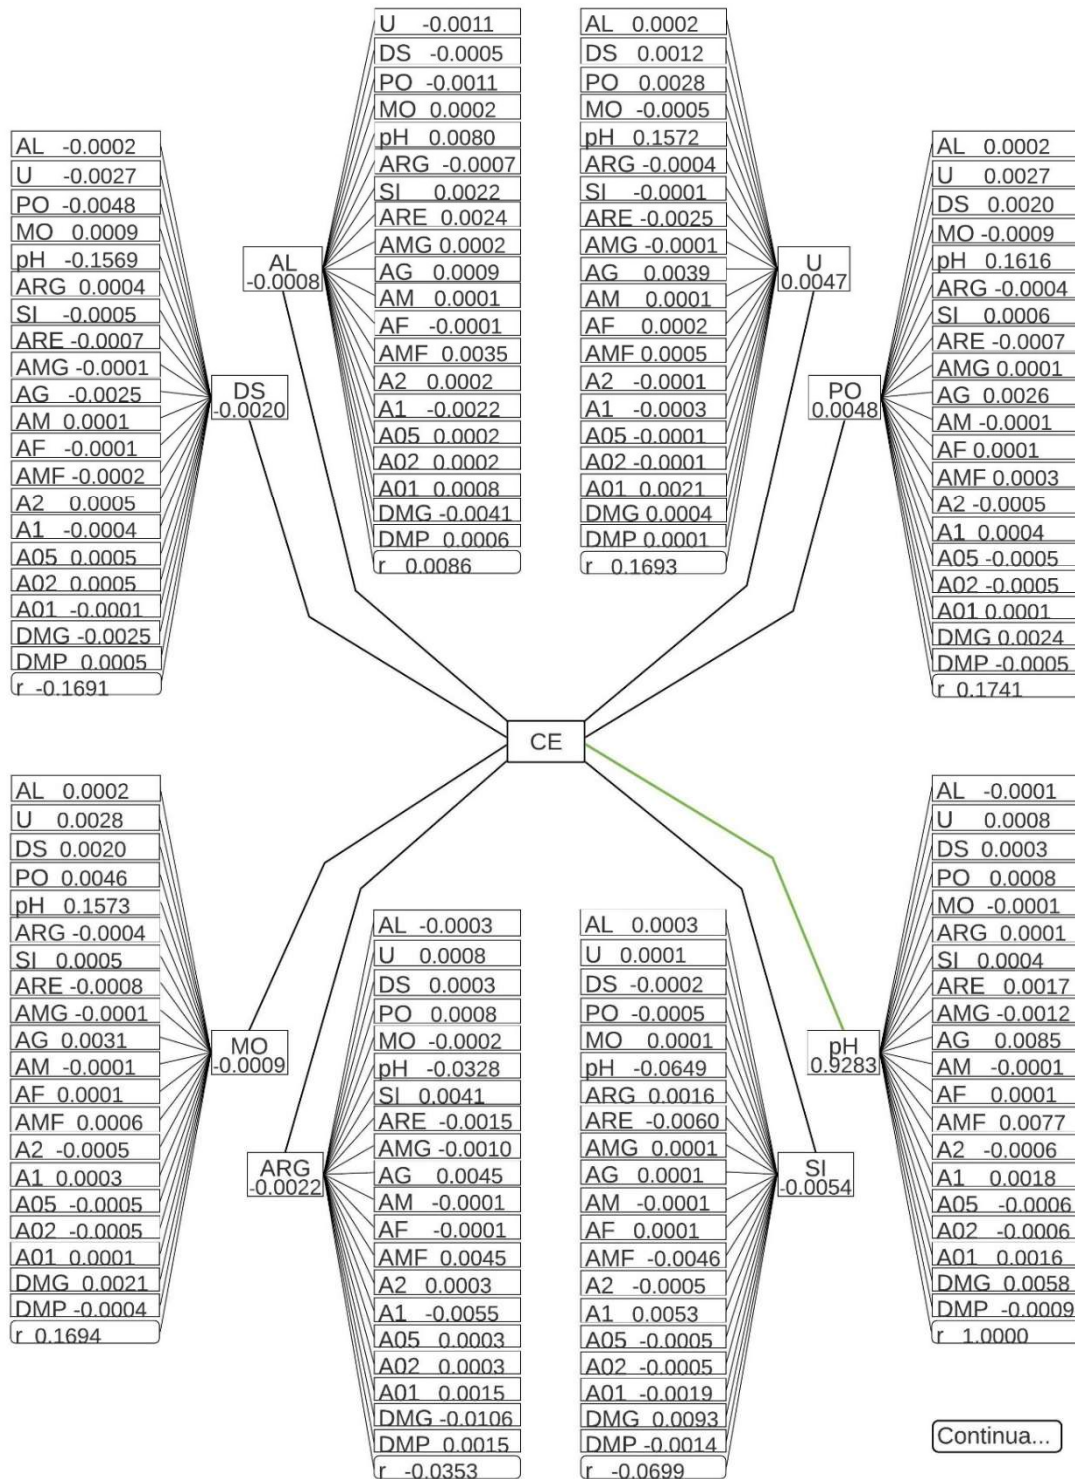 U -0.0011
DS -0.0005
PO -0.0011
MO 0.0002
pH 0.0080
ARG -0.0007
SI 0.0022
ARE 0.0024
AMG 0.0002
AG 0.0009
AM 0.0001
AF -0.0001
AMF 0.0035
A2 0.0002
A1 -0.0022
A05 0.0002
A02 0.0002
A01 0.0008
DMG -0.0041
DMP 0.0006
r 0.0086
AL
-0.0008
AL 0.0002
DS 0.0012
PO 0.0028
MO -0.0005
pH 0.1572
ARG -0.0004
SI -0.0001
ARE -0.0025
AMG -0.0001
AG 0.0039
AM 0.0001
AF 0.0002
AMF 0.0005
A2 -0.0001
A1 -0.0003
A05 -0.0001
A02 -0.0001
A01 0.0021
DMG 0.0004
DMP 0.0001
r 0.1693
U
0.0047
AL -0.0002
U -0.0027
PO -0.0048
MO 0.0009
pH -0.1569
ARG 0.0004
SI -0.0005
ARE -0.0007
AMG -0.0001
AG -0.0025
AM 0.0001
AF -0.0001
AMF -0.0002
A2 0.0005
A1 -0.0004
A05 0.0005
A02 0.0005
A01 -0.0001
DMG -0.0025
DMP 0.0005
r -0.1691
DS
-0.0020
AL 0.0002
U 0.0027
DS 0.0020
MO -0.0009
pH 0.1616
ARG -0.0004
SI 0.0006
ARE -0.0007
AMG 0.0001
AG 0.0026
AM -0.0001
AF 0.0001
AMF 0.0003
A2 -0.0005
A1 0.0004
A05 -0.0005
A02 -0.0005
A01 0.0001
DMG 0.0024
DMP -0.0005
r 0.1741
PO
0.0048
CE
AL 0.0002
U 0.0028
DS 0.0020
PO 0.0046
pH 0.1573
ARG -0.0004
SI 0.0005
ARE -0.0008
AMG -0.0001
AG 0.0031
AM -0.0001
AF 0.0001
AMF 0.0006
A2 -0.0005
A1 0.0003
A05 -0.0005
A02 -0.0005
A01 0.0001
DMG 0.0021
DMP -0.0004
r 0.1694
MO
-0.0009
AL -0.0003
U 0.0008
DS 0.0003
PO 0.0008
MO -0.0002
pH -0.0328
SI 0.0041
ARE -0.0015
AMG -0.0010
AG 0.0045
AM -0.0001
AF -0.0001
AMF 0.0045
A2 0.0003
A1 -0.0055
A05 0.0003
A02 0.0003
A01 0.0015
DMG -0.0106
DMP 0.0015
r -0.0353
ARG
-0.0022
AL 0.0003
U 0.0001
DS -0.0002
PO -0.0005
MO 0.0001
pH -0.0649
ARG 0.0016
ARE -0.0060
AMG 0.0001
AG 0.0001
AM -0.0001
AF 0.0001
AMF -0.0046
A2 -0.0005
A1 0.0053
A05 -0.0005
A02 -0.0005
A01 -0.0019
DMG 0.0093
DMP -0.0014
r -0.0699
SI
-0.0054
AL -0.0001
U 0.0008
DS 0.0003
PO 0.0008
MO -0.0001
ARG 0.0001
SI 0.0004
ARE 0.0017
AMG -0.0012
AG 0.0085
AM -0.0001
AF 0.0001
AMF 0.0077
A2 -0.0006
A1 0.0018
A05 -0.0006
A02 -0.0006
A01 0.0016
DMG 0.0058
DMP -0.0009
r 1.0000
pH
0.9283
Continua...